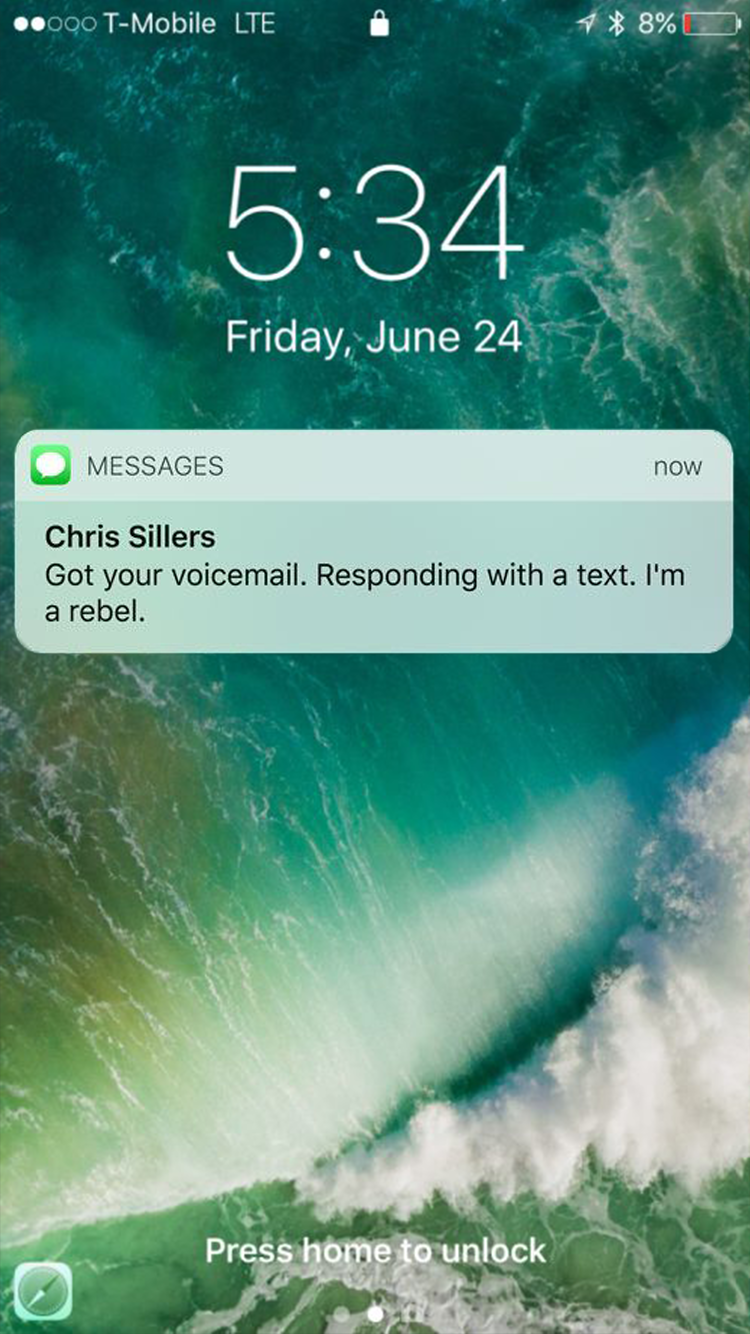 T-Mobile LTE 8%
5:34
Friday, June 24
MESSAGES now
Chris Sillers
Got your voicemail. Responding with a text. I'm
a rebel.
Press home to unlock